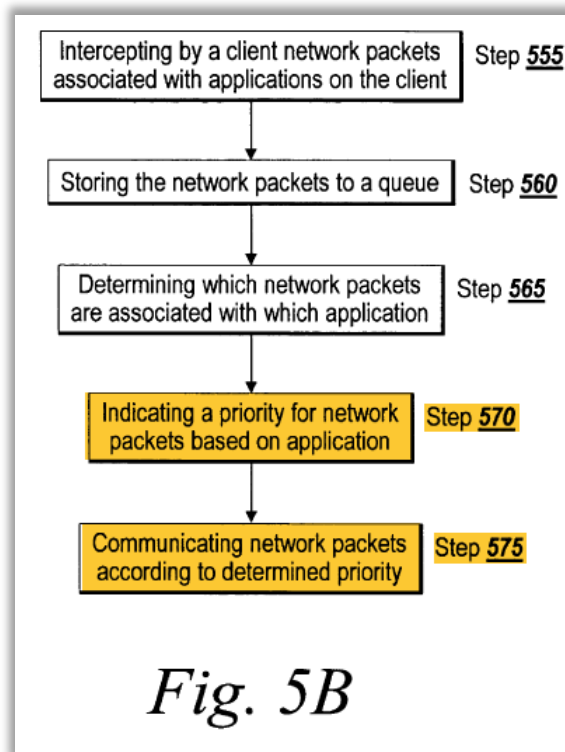 Intercepting by a client network packets
associated with applications on the client
Step 555
Storing the network packets to a queue
Step 560
Determining which network packets
are associated with which application
Step 565
Indicating a priority for network
packets based on application
Step 570
Communicating network packets
according to determined priority
Step 575
Fig. 5B